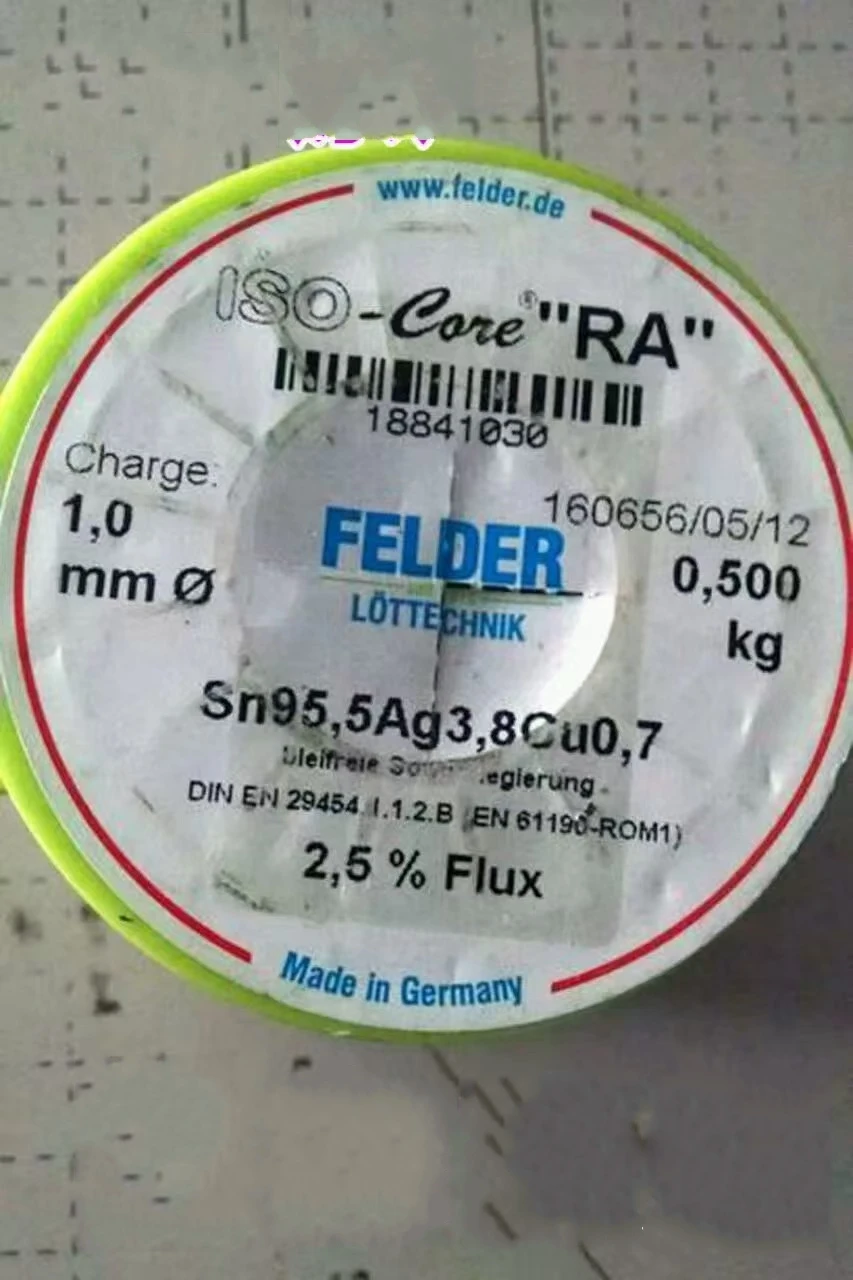 www.felder.de
ISO-Core® "RA"
18841030
Charge:
160656/05/12
1,0
mm Ø
0,500
kg
FELDER
LÖTTECHNIK
Sn95,5Ag3,8Cu0,7
bleifreie
DIN EN 29454.1.1.2.B (EN 61190-ROM1)
2,5 % Flux
Made in Germany